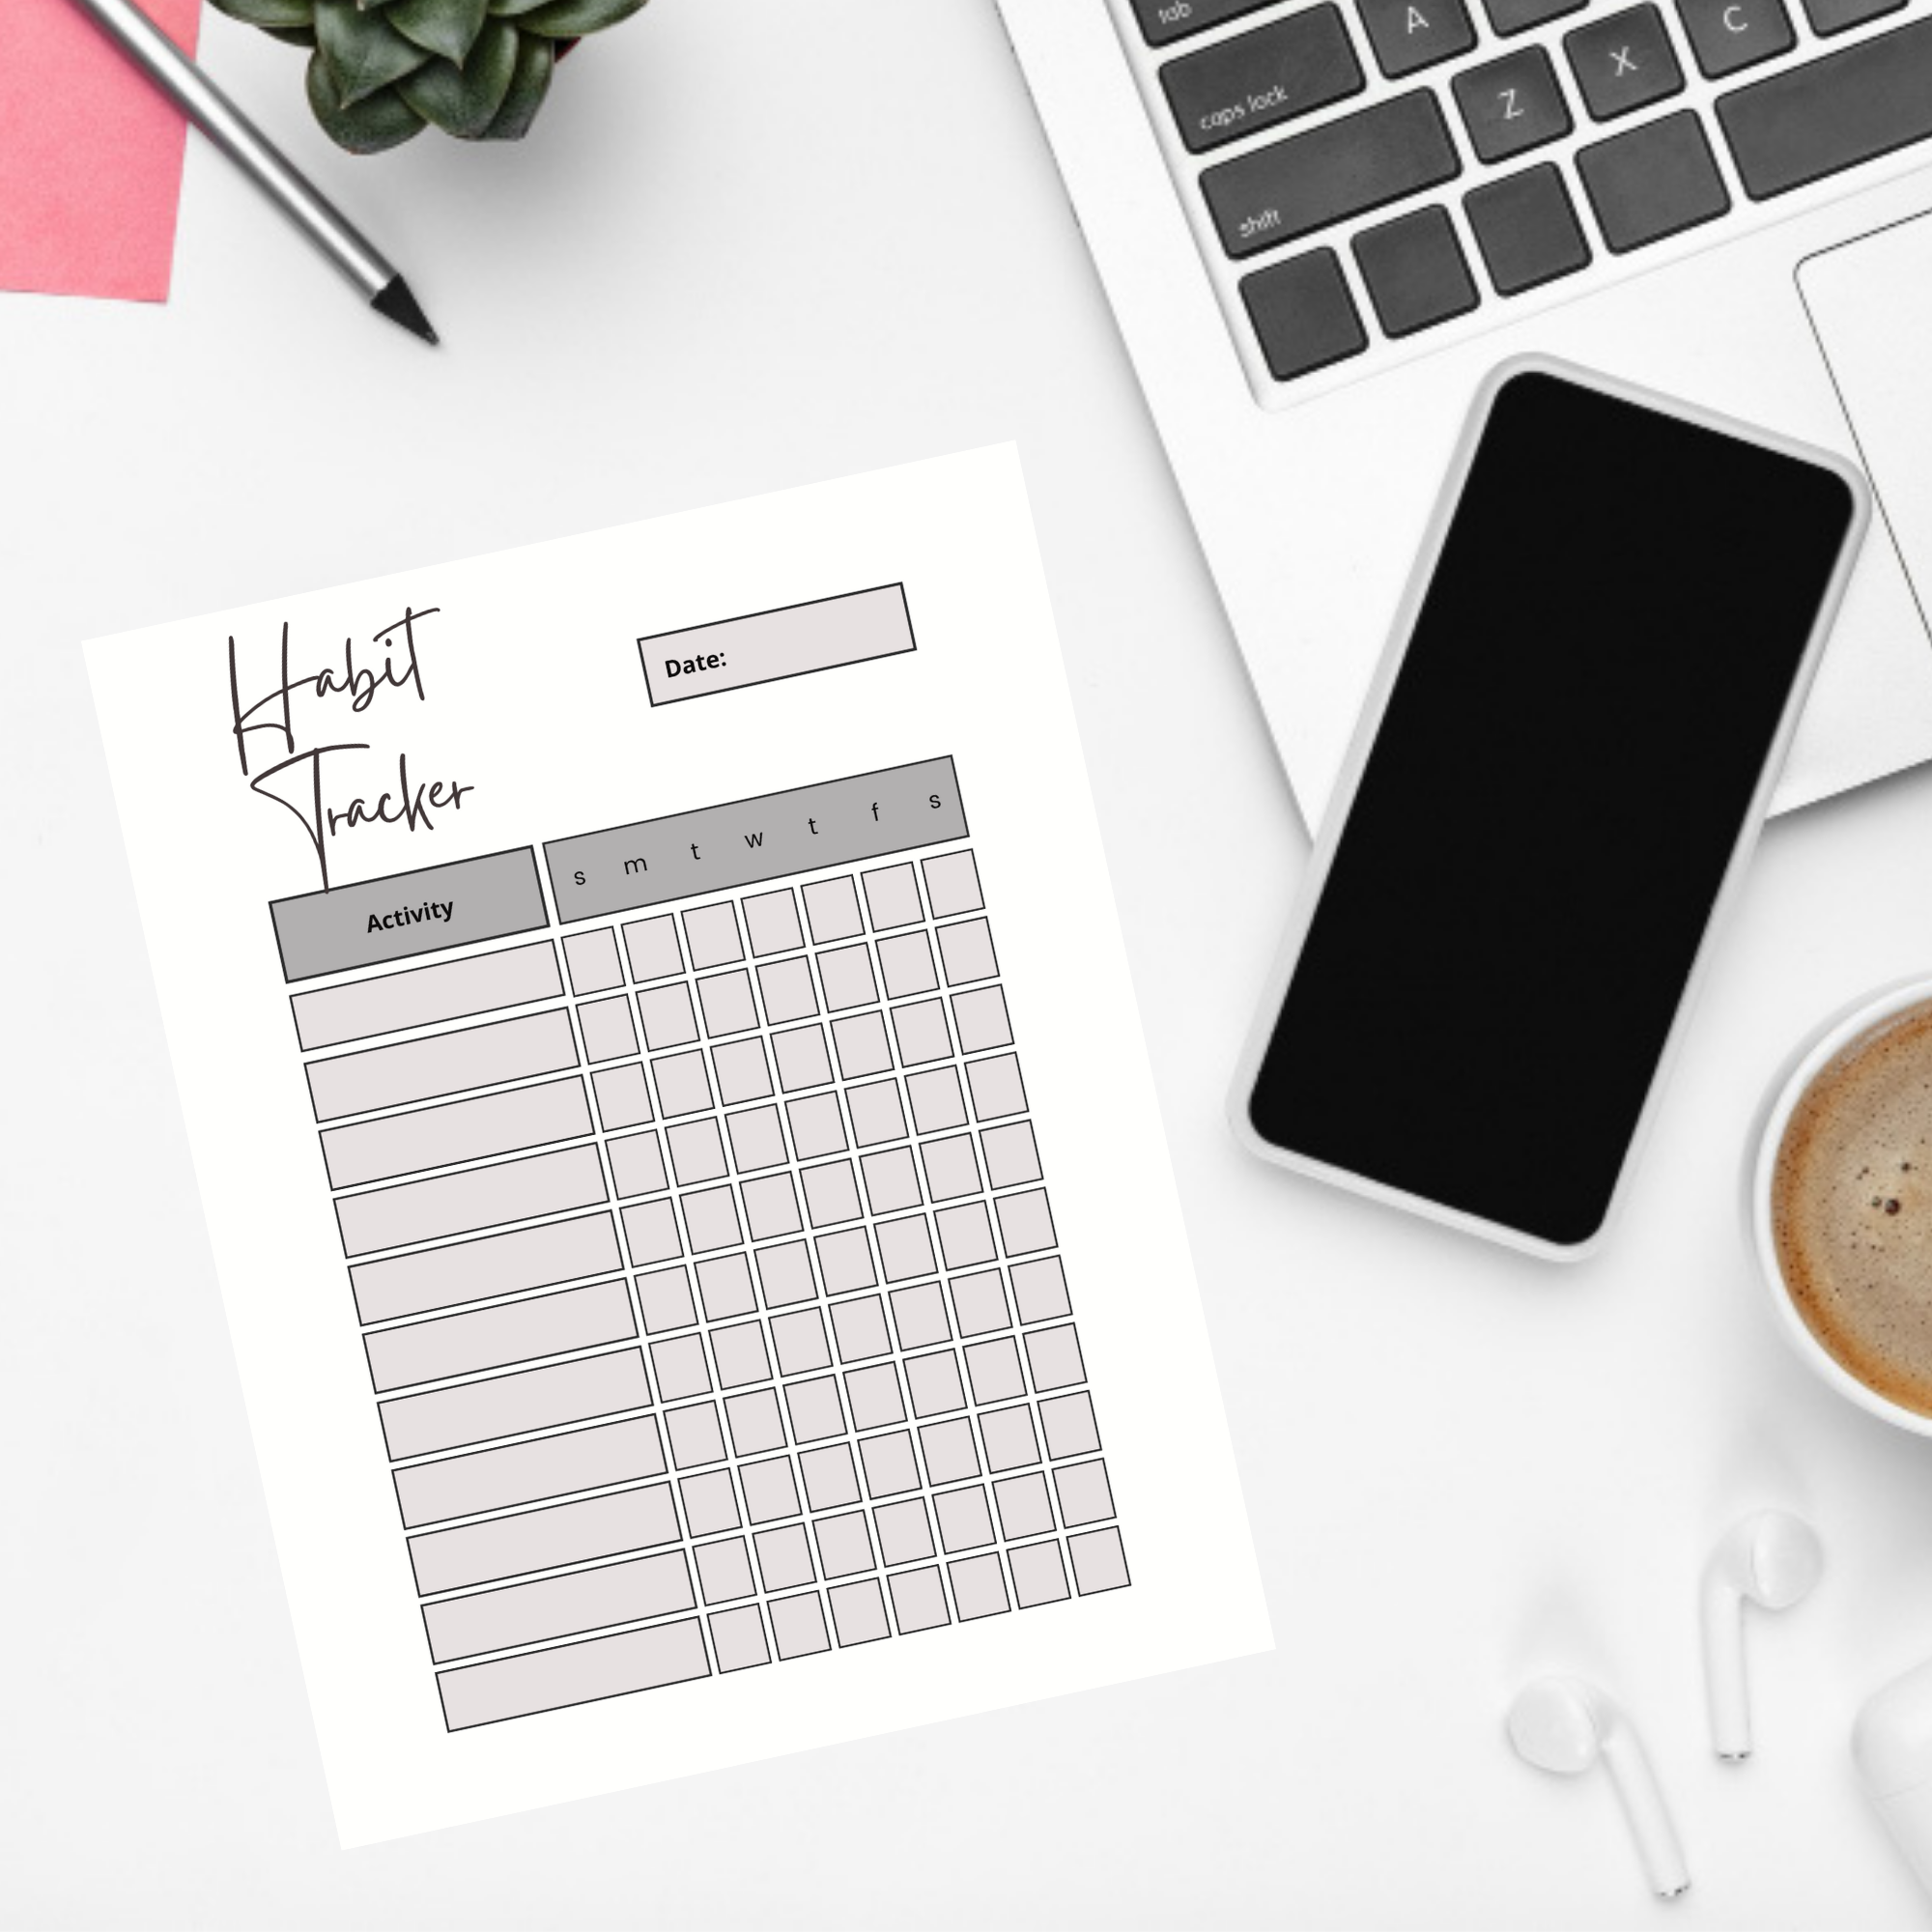 tab
A
C
caps lock
Z
X
shift
Habit
Tracker
Date:
Activity
s m t w t f s